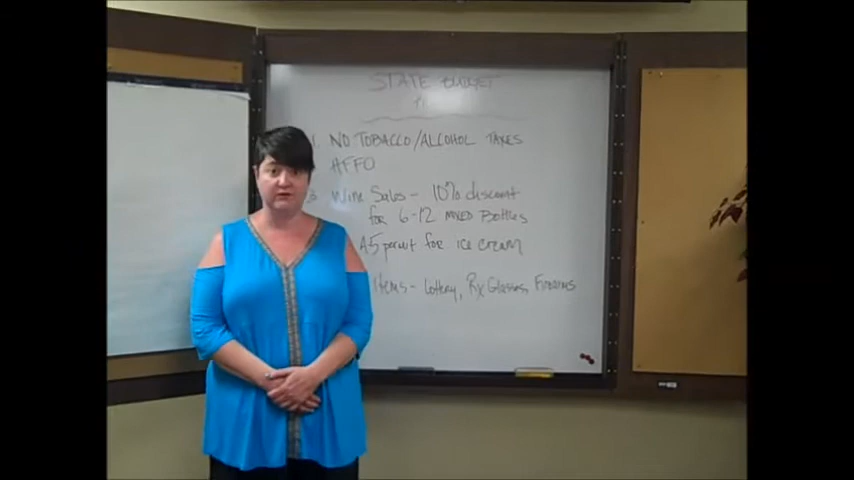 STATE BUDGET
1. NO TOBACCO/ALCOHOL TAXES
AFFO
Wine Sales - 10% discount
for 6-12 MIXED Bottles
A5 permit for ice cream
Items - Lottery, Rx Glasses, Firearms